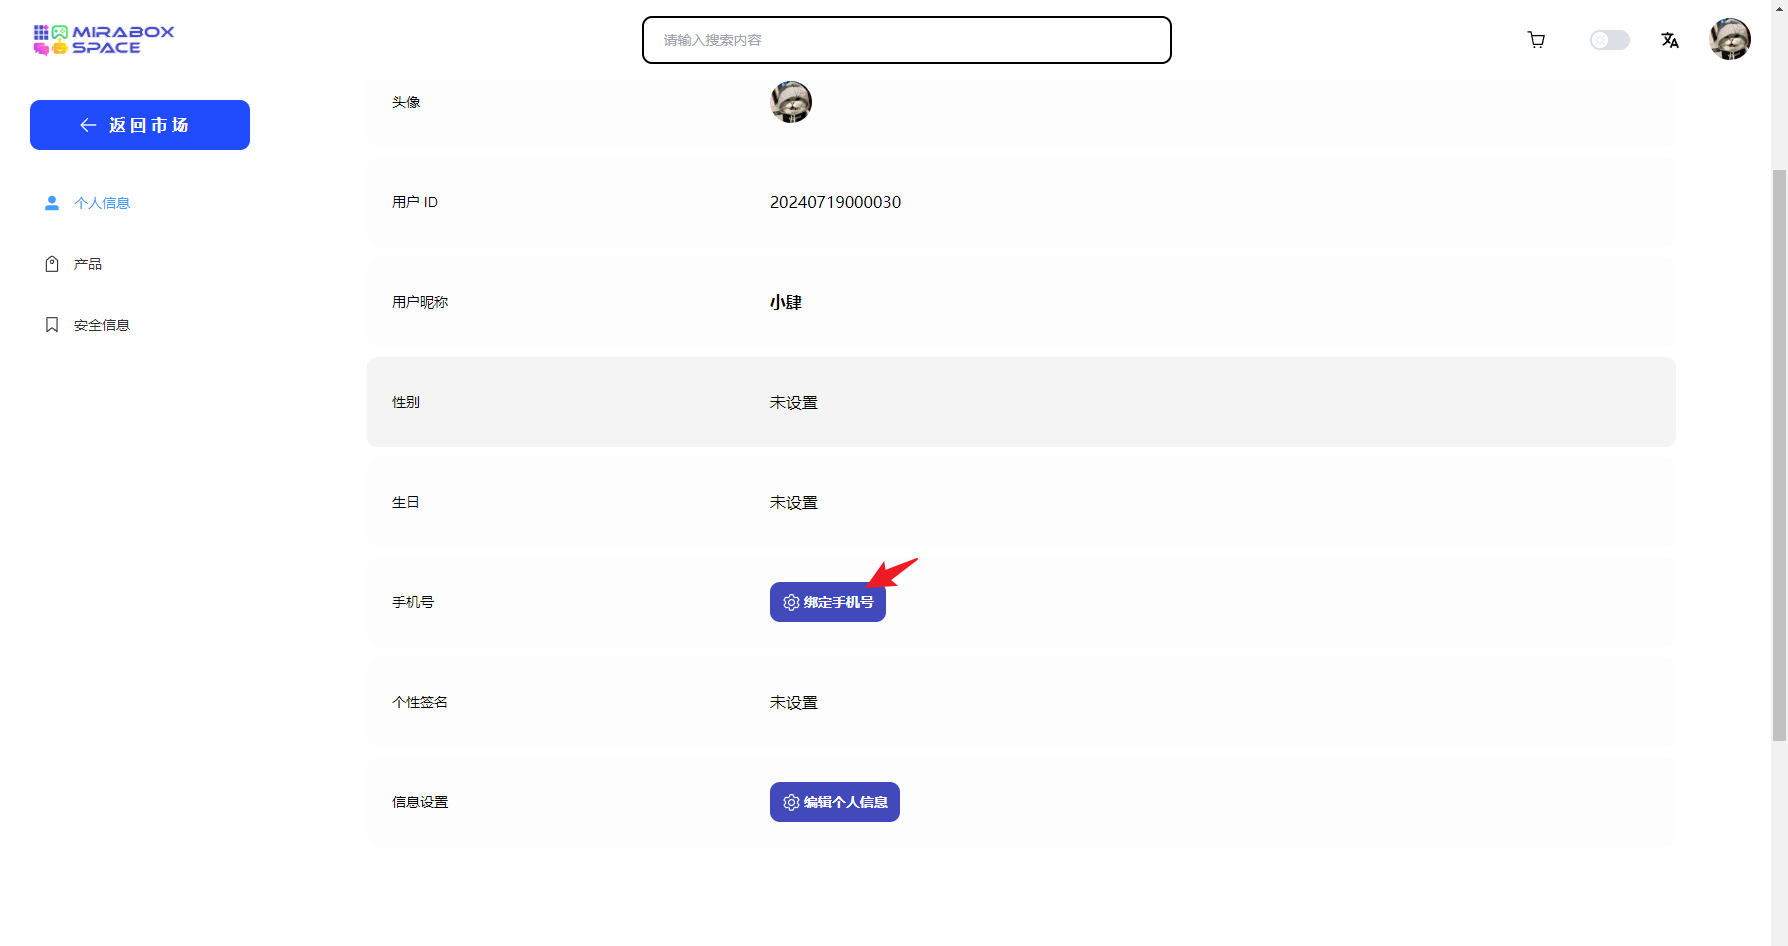 MIRABOX
SPACE
请输入搜索内容
返回市场
个人信息
产品
安全信息
头像
用户 ID 20240719000030
用户昵称 小肆
性别 未设置
生日 未设置
手机号 绑定手机号
个性签名 未设置
信息设置 编辑个人信息